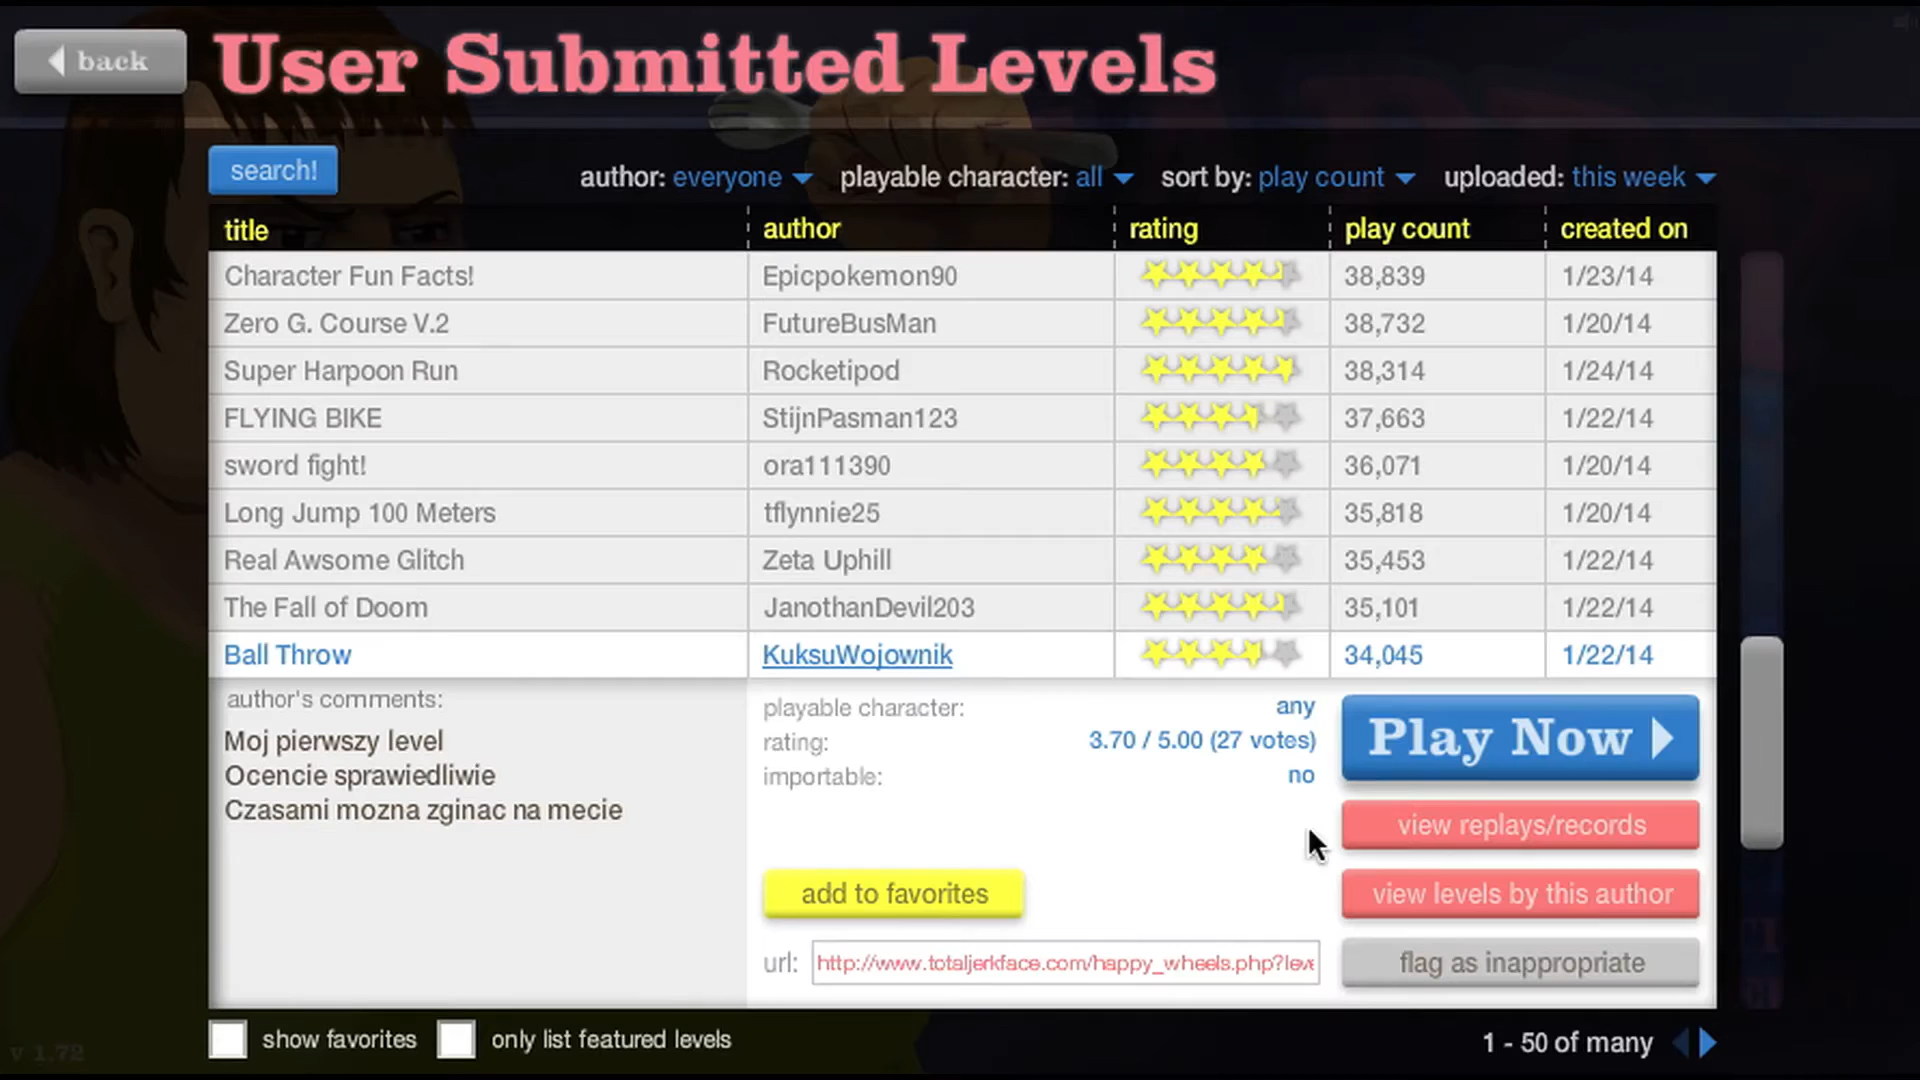 back
User Submitted Levels
search!
author: everyone playable character: all sort by: play count uploaded: this week
title author rating play count created on
Character Fun Facts! Epicpokemon90 38,839 1/23/14
Zero G. Course V.2 FutureBusMan 38,732 1/20/14
Super Harpoon Run Rocketipod 38,314 1/24/14
FLYING BIKE StijnPasman123 37,663 1/22/14
sword fight! ora111390 36,071 1/20/14
Long Jump 100 Meters tflynnie25 35,818 1/20/14
Real Awsome Glitch Zeta Uphill 35,453 1/22/14
The Fall of Doom JanothanDevil203 35,101 1/22/14
Ball Throw KuksuWojownik 34,045 1/22/14
author's comments:
Moj pierwszy level
Ocencie sprawiedliwie
Czasami mozna zginac na mecie
playable character: any
rating: 3.70 / 5.00 (27 votes)
importable: no
add to favorites
url: http://www.totaljerkface.com/happy_wheels.php?leve
Play Now
view replays/records
view levels by this author
flag as inappropriate
show favorites only list featured levels
1 - 50 of many
v 1.72